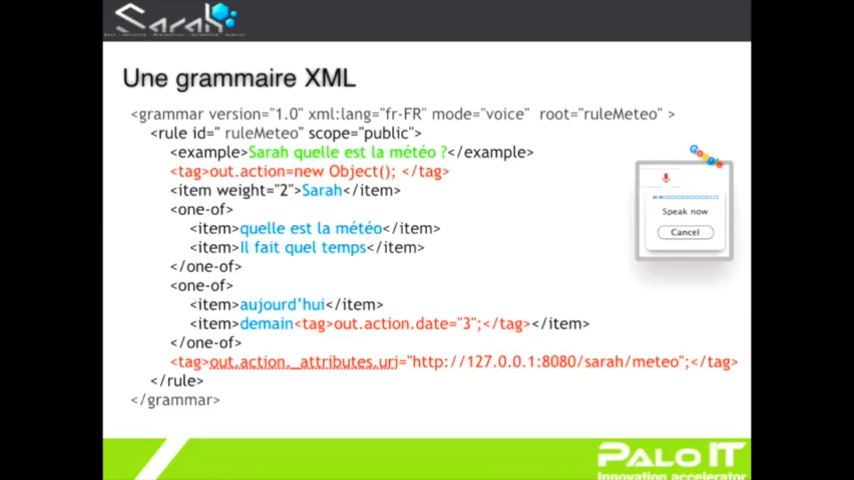 Sarah
Une grammaire XML
<grammar version="1.0" xml:lang="fr-FR" mode="voice" root="ruleMeteo" >
<rule id=" ruleMeteo" scope="public">
<example>Sarah quelle est la météo ?</example>
<tag>out.action=new Object(); </tag>
<item weight="2">Sarah</item>
<one-of>
<item>quelle est la météo</item>
<item>Il fait quel temps</item>
</one-of>
<one-of>
<item>aujourd'hui</item>
<item>demain<tag>out.action.date="3";</tag></item>
</one-of>
<tag>out.action._attributes.uri="http://127.0.0.1:8080/sarah/meteo";</tag>
</rule>
</grammar>
Google
Speak now
Cancel
PALO IT
Innovation accelerator